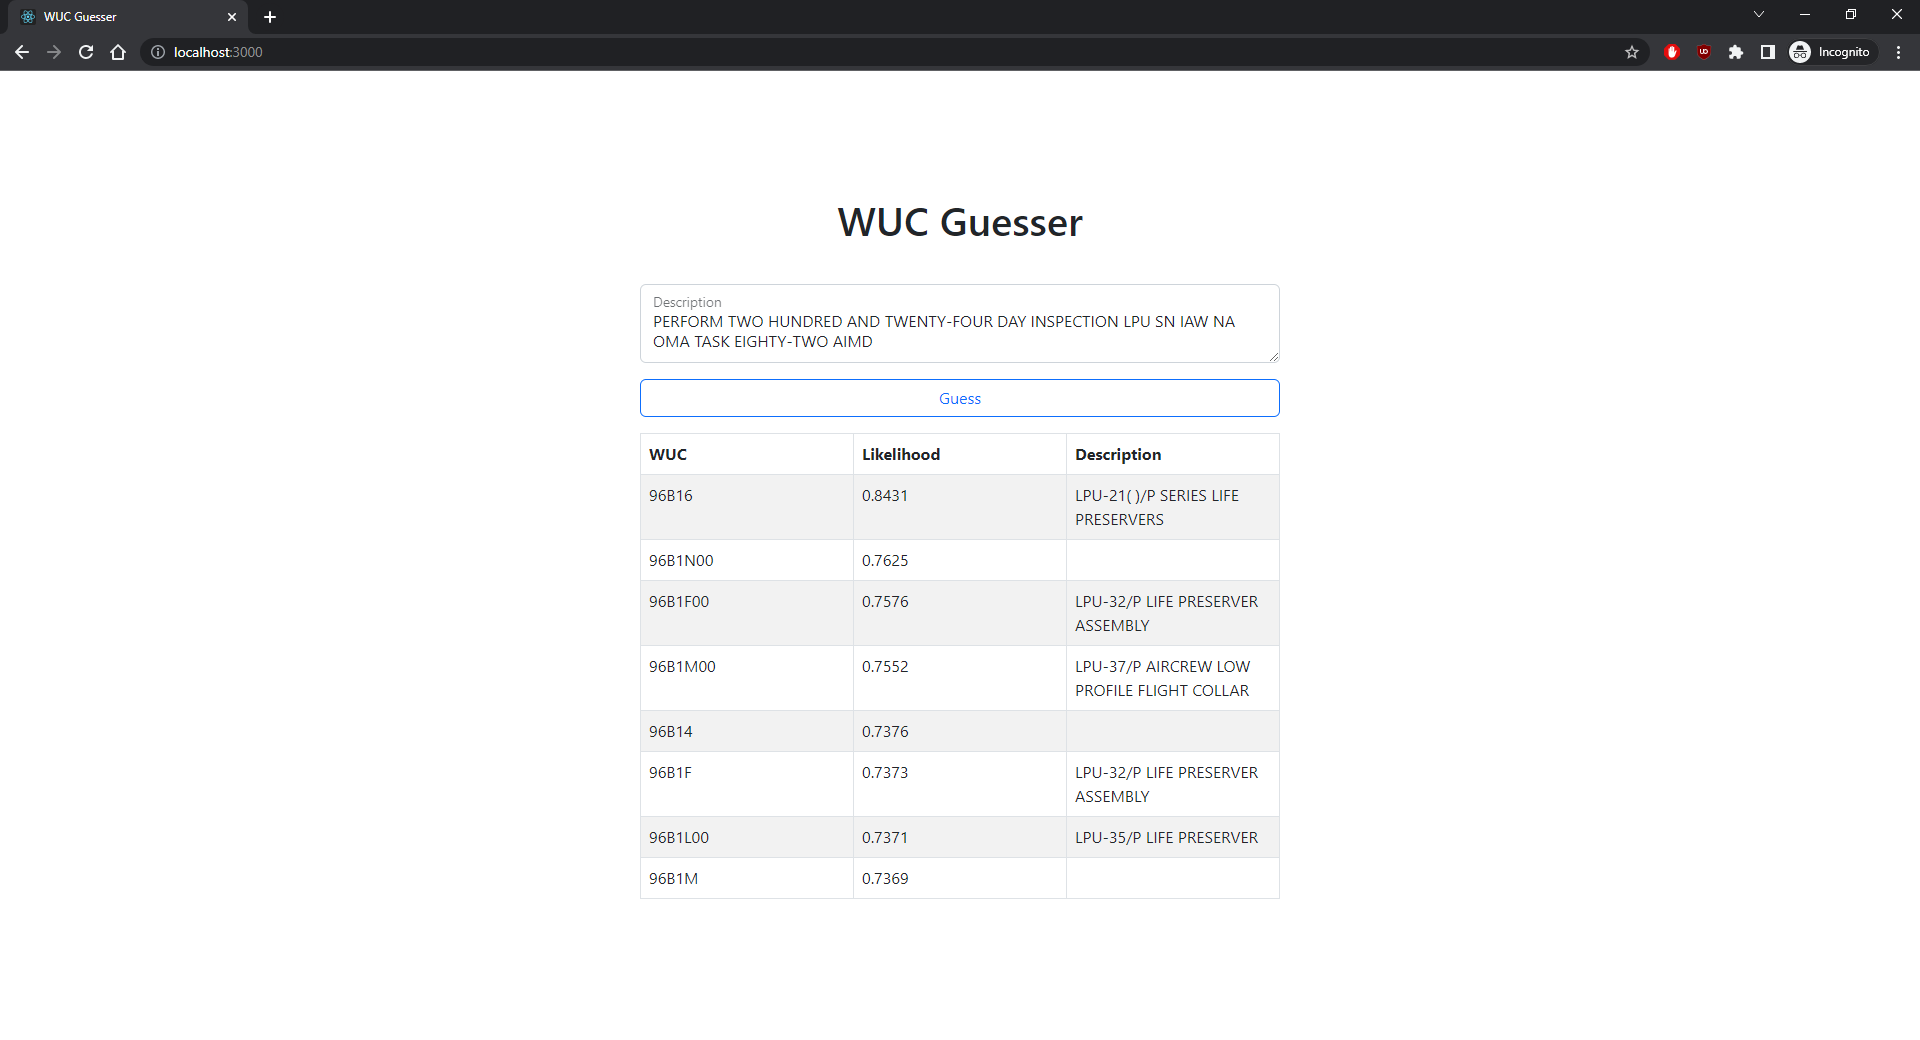 WUC Guesser
localhost:3000
Incognito
WUC Guesser
Description
PERFORM TWO HUNDRED AND TWENTY-FOUR DAY INSPECTION LPU SN IAW NA
OMA TASK EIGHTY-TWO AIMD
Guess
WUC Likelihood Description
96B16 0.8431 LPU-21( )/P SERIES LIFE
PRESERVERS
96B1N00 0.7625
96B1F00 0.7576 LPU-32/P LIFE PRESERVER
ASSEMBLY
96B1M00 0.7552 LPU-37/P AIRCREW LOW
PROFILE FLIGHT COLLAR
96B14 0.7376
96B1F 0.7373 LPU-32/P LIFE PRESERVER
ASSEMBLY
96B1L00 0.7371 LPU-35/P LIFE PRESERVER
96B1M 0.7369